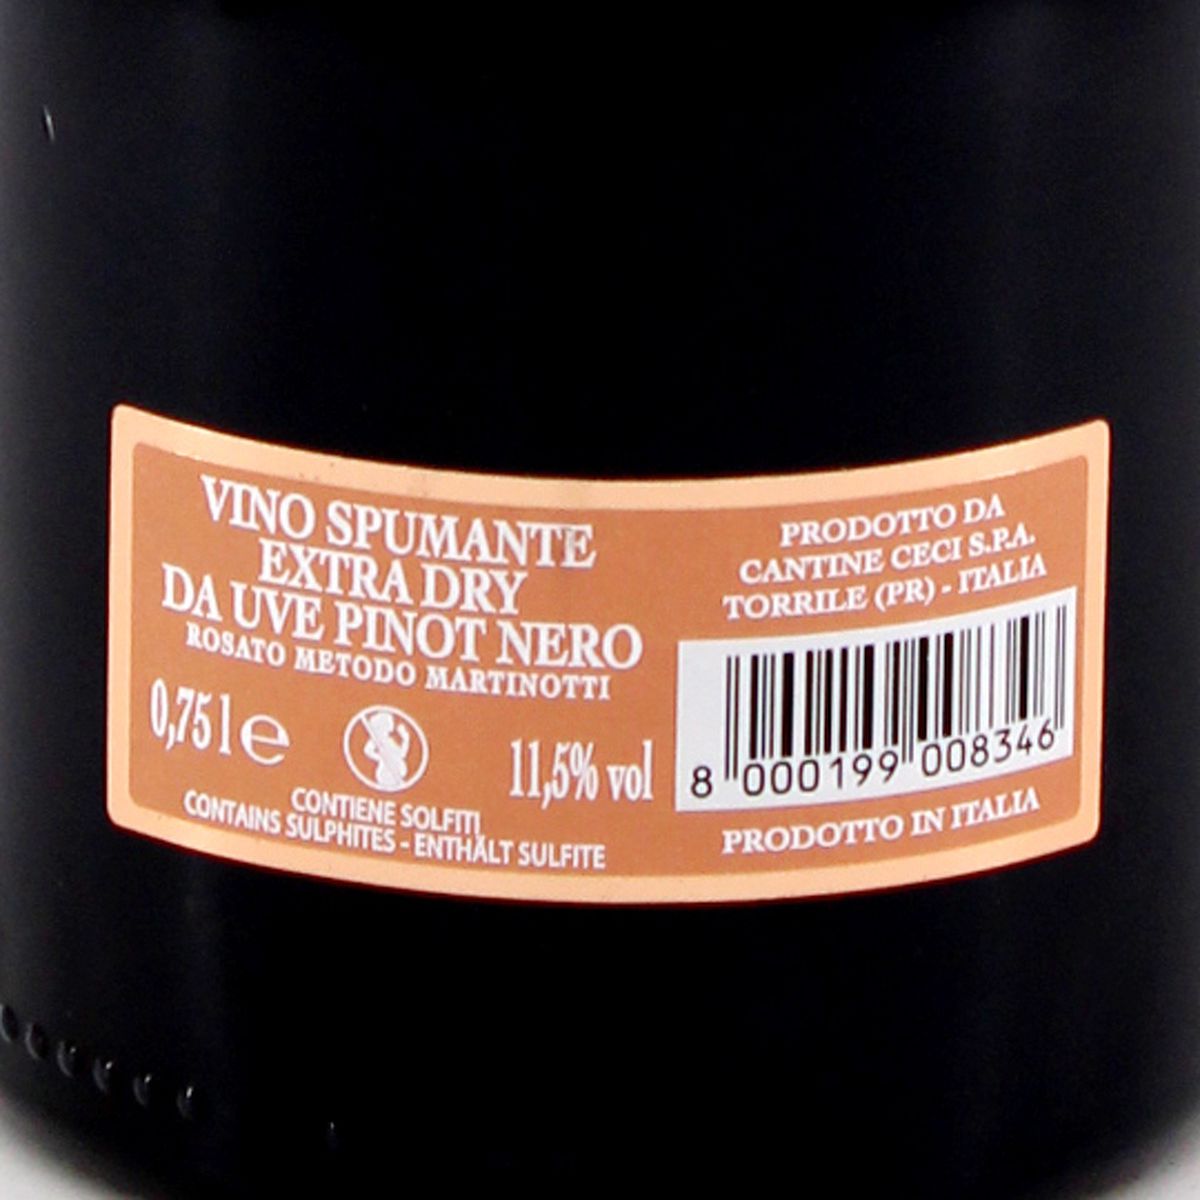 VINO SPUMANTE
EXTRA DRY
DA UVE PINOT NERO
ROSATO METODO MARTINOTTI
0,75 l e
11,5% vol
CONTIENE SOLFITI
CONTAINS SULPHITES - ENTHÄLT SULFITE
PRODOTTO DA
CANTINE CECI S.P.A.
TORRILE (PR) - ITALIA
8 000199 008346
PRODOTTO IN ITALIA